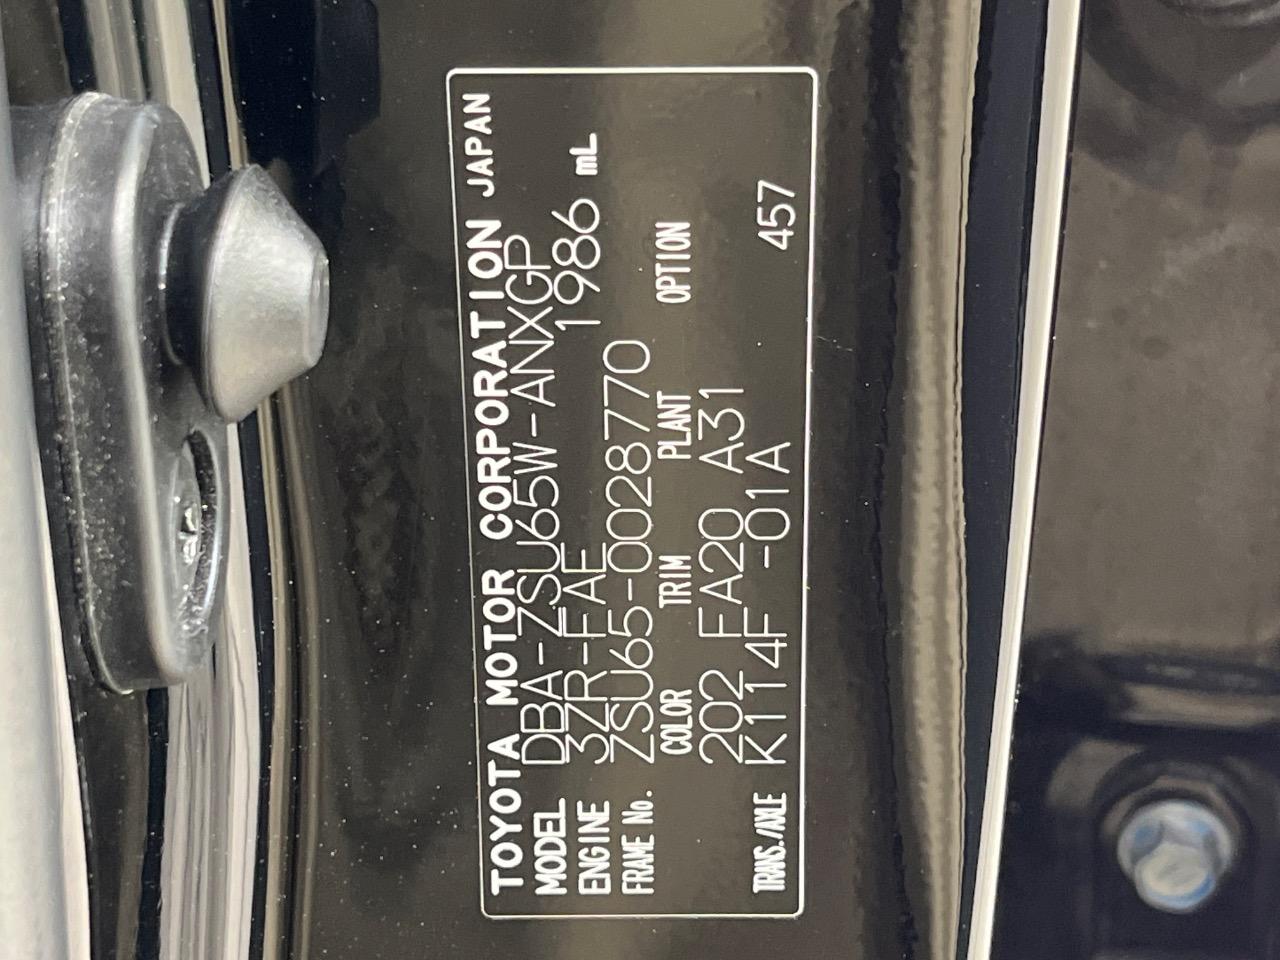 TOYOTA MOTOR CORPORATION JAPAN
MODEL DBA-ZSU65W-ANXGP
ENGINE 3ZR-FAE 1986 mL
FRAME No. ZSU65-0028770
COLOR TRIM PLANT OPTION
202 FA20 A31
TRANS./AXLE K114F -01A 457